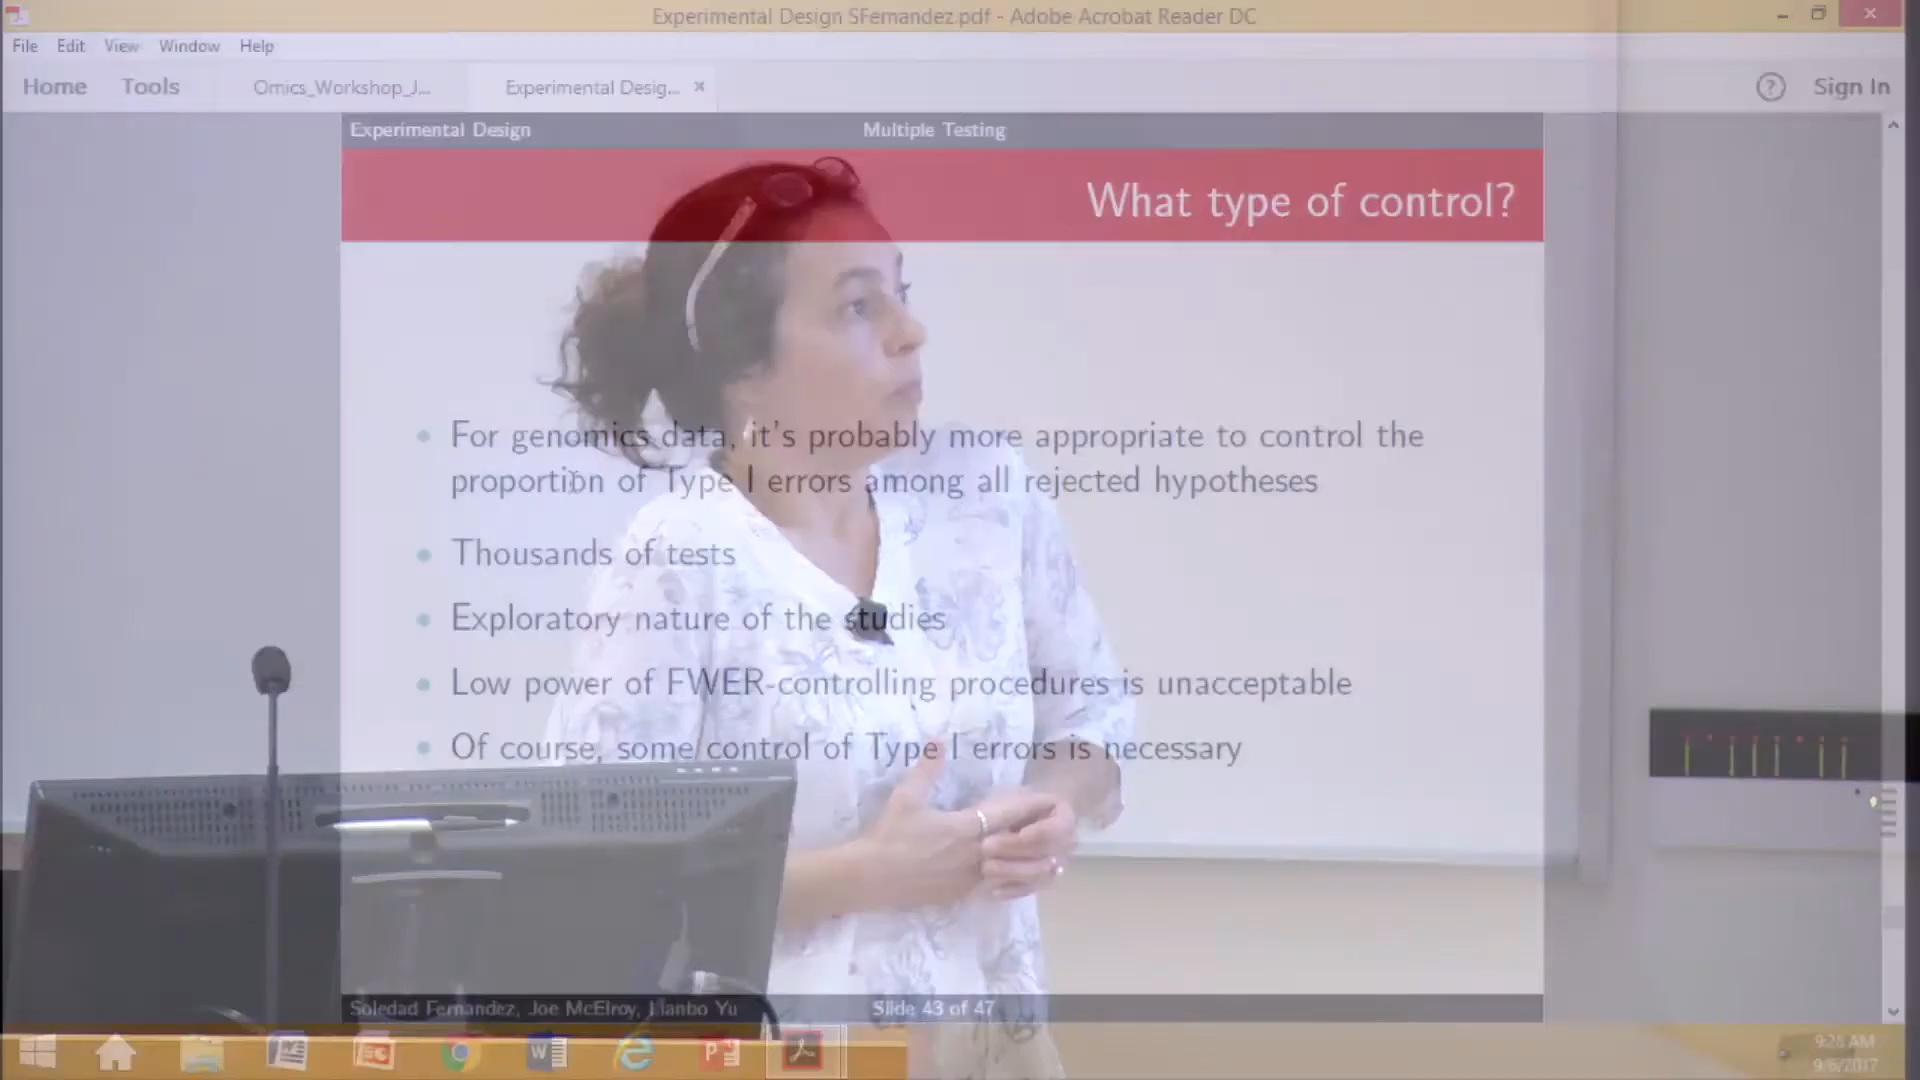 Experimental Design SFernandez.pdf - Adobe Acrobat Reader DC
File Edit View Window Help
Home Tools Omics_Workshop_J... Experimental Desig... × ? Sign In
Experimental Design Multiple Testing
What type of control?
• For genomics data, it's probably more appropriate to control the
proportion of Type I errors among all rejected hypotheses
• Thousands of tests
• Exploratory nature of the studies
• Low power of FWER-controlling procedures is unacceptable
• Of course, some control of Type I errors is necessary
Soledad Fernandez, Joe McElroy, Lianbo Yu Slide 43 of 47
9:28 AM
9/6/2017